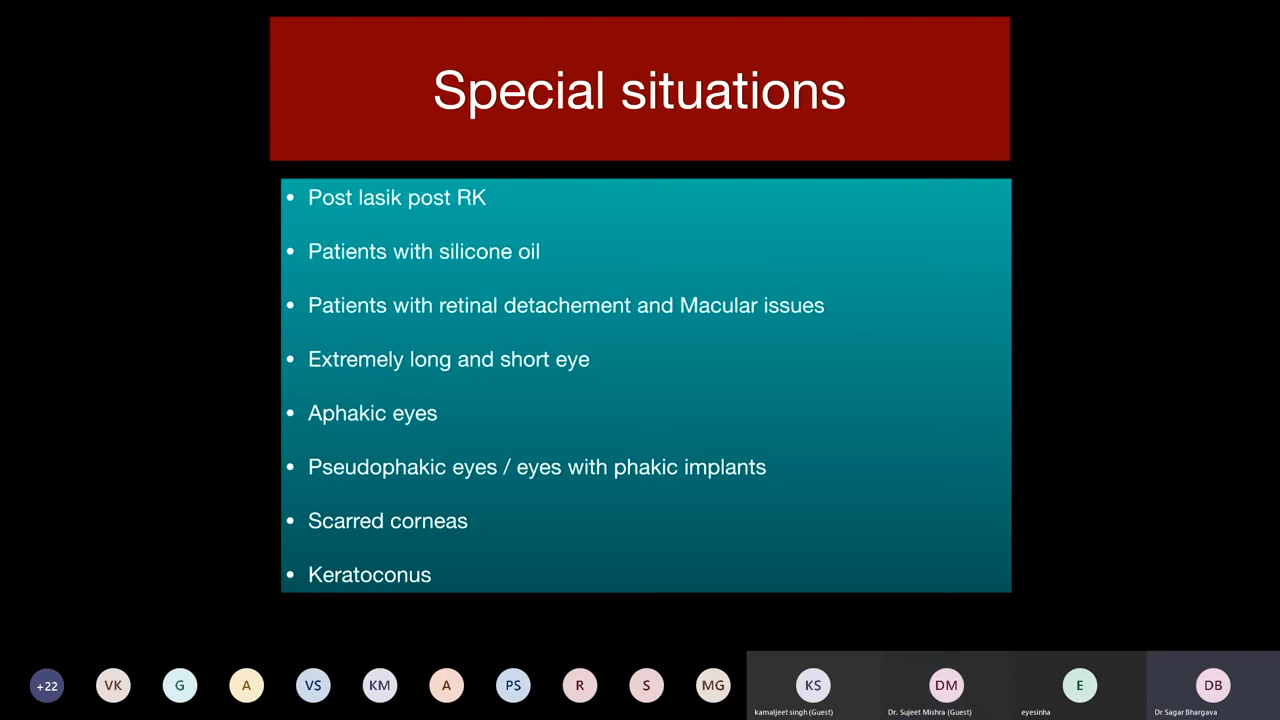 Special situations
• Post lasik post RK
• Patients with silicone oil
• Patients with retinal detachement and Macular issues
• Extremely long and short eye
• Aphakic eyes
• Pseudophakic eyes / eyes with phakic implants
• Scarred corneas
• Keratoconus
+22 VK G A VS KM A PS R S MG KS DM E DB
kamaljeet singh (Guest) Dr. Sujeet Mishra (Guest) eyesinha Dr Sagar Bhargava